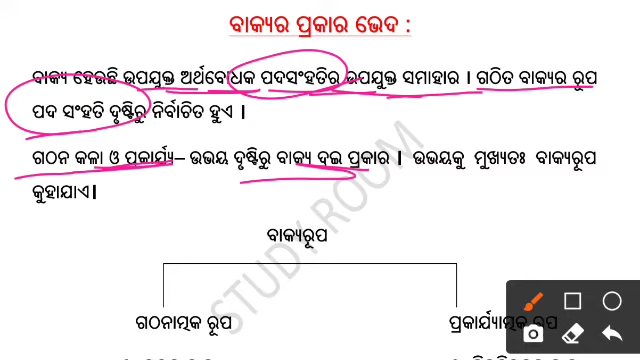 ବାକ୍ୟର ପ୍ରକାର ଭେଦ :
ବାକ୍ୟ ହେଉଛି ଉପଯୁକ୍ତ ଅର୍ଥବୋଧକ ପଦସଂହତିର ଉପଯୁକ୍ତ ସମାହାର । ଗଠିତ ବାକ୍ୟର ରୂପ
ପଦ ସଂହତି ଦୃଷ୍ଟିରୁ ନିର୍ବାଚିତ ହୁଏ ।
ଗଠନ କଳା ଓ ପ୍ରକାର୍ଯ୍ୟ– ଉଭୟ ଦୃଷ୍ଟିରୁ ବାକ୍ୟ ଦୁଇ ପ୍ରକାର । ଉଭୟକୁ ମୁଖ୍ୟତଃ ବାକ୍ୟରୂପ
କୁହାଯାଏ।
ବାକ୍ୟରୂପ
ଗଠନାତ୍ମକ ରୂପ ପ୍ରକାର୍ଯ୍ୟାତ୍ମକ ରୂପ
STUDY ROOM